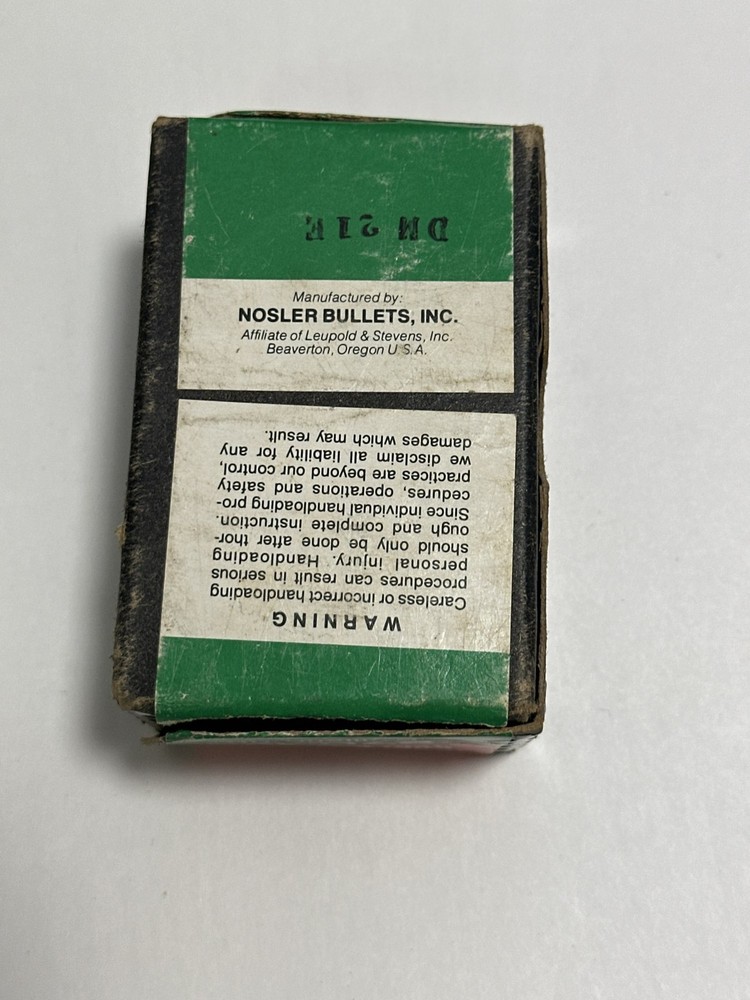 DM 21E
Manufactured by:
NOSLER BULLETS, INC.
Affiliate of Leupold & Stevens, Inc.
Beaverton, Oregon U.S.A.
WARNING
Careless or incorrect handloading
procedures can result in serious
personal injury. Handloading
should only be done after thor-
ough and complete instruction.
Since individual handloading pro-
cedures, operations and safety
practices are beyond our control,
we disclaim all liability for any
damages which may result.